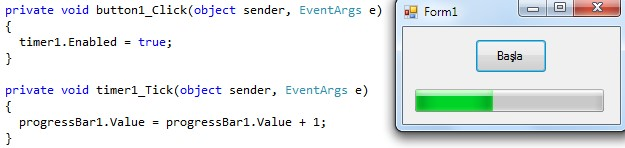 private void button1_Click(object sender, EventArgs e)
{
  timer1.Enabled = true;
}
private void timer1_Tick(object sender, EventArgs e)
{
  progressBar1.Value = progressBar1.Value + 1;
}
Form1
Başla